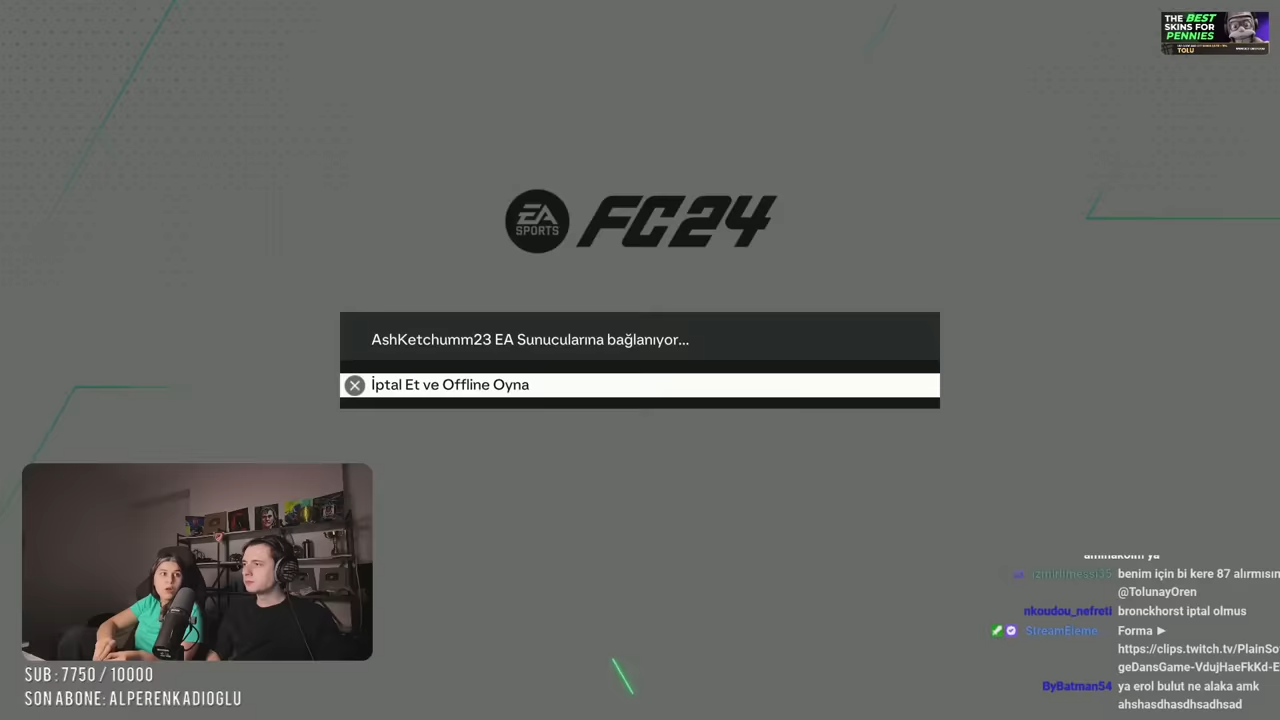 THE BEST
SKINS FOR
PENNIES
TOLU
EA
SPORTS
FC24
AshKetchumm23 EA Sunucularına bağlanıyor...
İptal Et ve Offline Oyna
izmirlimessi35 benim için bi kere 87 alırmısın
@TolunayOren
nkoudou_nefreti bronckhorst iptal olmus
StreamEleme Forma ►
https://clips.twitch.tv/PlainSo
geDansGame-VdujHaeFkKd-E
ByBatman54 ya erol bulut ne alaka amk
ahshasdhasdhsadhsad
SUB : 7750 / 10000
SON ABONE: ALPERENKADIOGLU